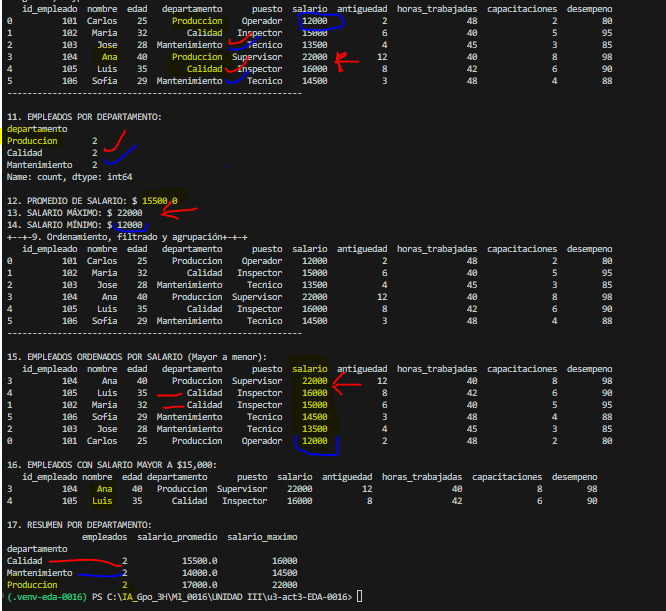 id_empleado nombre edad departamento puesto salario antiguedad horas_trabajadas capacitaciones desempeno
0 101 Carlos 25 Produccion Operador 12000 2 48 2 80
1 102 Maria 32 Calidad Inspector 15000 6 40 5 95
2 103 Jose 28 Mantenimiento Tecnico 13500 4 45 3 85
3 104 Ana 40 Produccion Supervisor 22000 12 40 8 98
4 105 Luis 35 Calidad Inspector 16000 8 42 6 90
5 106 Sofia 29 Mantenimiento Tecnico 14500 3 48 4 88
------------------------------------------------------------
11. EMPLEADOS POR DEPARTAMENTO:
departamento
Produccion 2
Calidad 2
Mantenimiento 2
Name: count, dtype: int64
12. PROMEDIO DE SALARIO: $ 15500.0
13. SALARIO MÁXIMO: $ 22000
14. SALARIO MÍNIMO: $ 12000
+--+-9. Ordenamiento, filtrado y agrupación+-+-+
id_empleado nombre edad departamento puesto salario antiguedad horas_trabajadas capacitaciones desempeno
0 101 Carlos 25 Produccion Operador 12000 2 48 2 80
1 102 Maria 32 Calidad Inspector 15000 6 40 5 95
2 103 Jose 28 Mantenimiento Tecnico 13500 4 45 3 85
3 104 Ana 40 Produccion Supervisor 22000 12 40 8 98
4 105 Luis 35 Calidad Inspector 16000 8 42 6 90
5 106 Sofia 29 Mantenimiento Tecnico 14500 3 48 4 88
------------------------------------------------------------
15. EMPLEADOS ORDENADOS POR SALARIO (Mayor a menor):
id_empleado nombre edad departamento puesto salario antiguedad horas_trabajadas capacitaciones desempeno
3 104 Ana 40 Produccion Supervisor 22000 12 40 8 98
4 105 Luis 35 Calidad Inspector 16000 8 42 6 90
1 102 Maria 32 Calidad Inspector 15000 6 40 5 95
5 106 Sofia 29 Mantenimiento Tecnico 14500 3 48 4 88
2 103 Jose 28 Mantenimiento Tecnico 13500 4 45 3 85
0 101 Carlos 25 Produccion Operador 12000 2 48 2 80
16. EMPLEADOS CON SALARIO MAYOR A $15,000:
id_empleado nombre edad departamento puesto salario antiguedad horas_trabajadas capacitaciones desempeno
3 104 Ana 40 Produccion Supervisor 22000 12 40 8 98
4 105 Luis 35 Calidad Inspector 16000 8 42 6 90
17. RESUMEN POR DEPARTAMENTO:
empleados salario_promedio salario_maximo
departamento
Calidad 2 15500.0 16000
Mantenimiento 2 14000.0 14500
Produccion 2 17000.0 22000
(.venv-eda-0016) PS C:\IA_Gpo_3H\Ml_0016\UNIDAD III\u3-act3-EDA-0016>